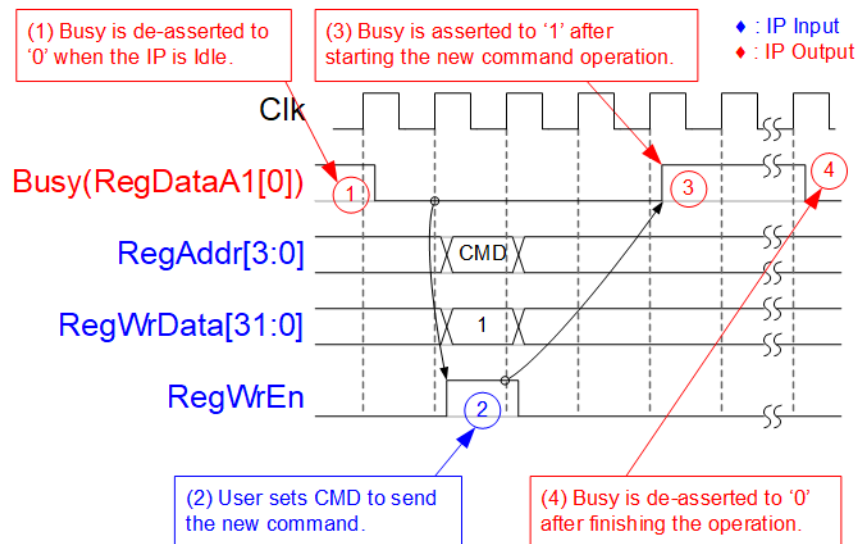 (1) Busy is de-asserted to
‘0’ when the IP is Idle.
(3) Busy is asserted to ‘1’ after
starting the new command operation.
♦ : IP Input
♦ : IP Output
Clk
Busy(RegDataA1[0])
1
3
4
RegAddr[3:0]
CMD
RegWrData[31:0]
1
RegWrEn
2
(2) User sets CMD to send
the new command.
(4) Busy is de-asserted to ‘0’
after finishing the operation.